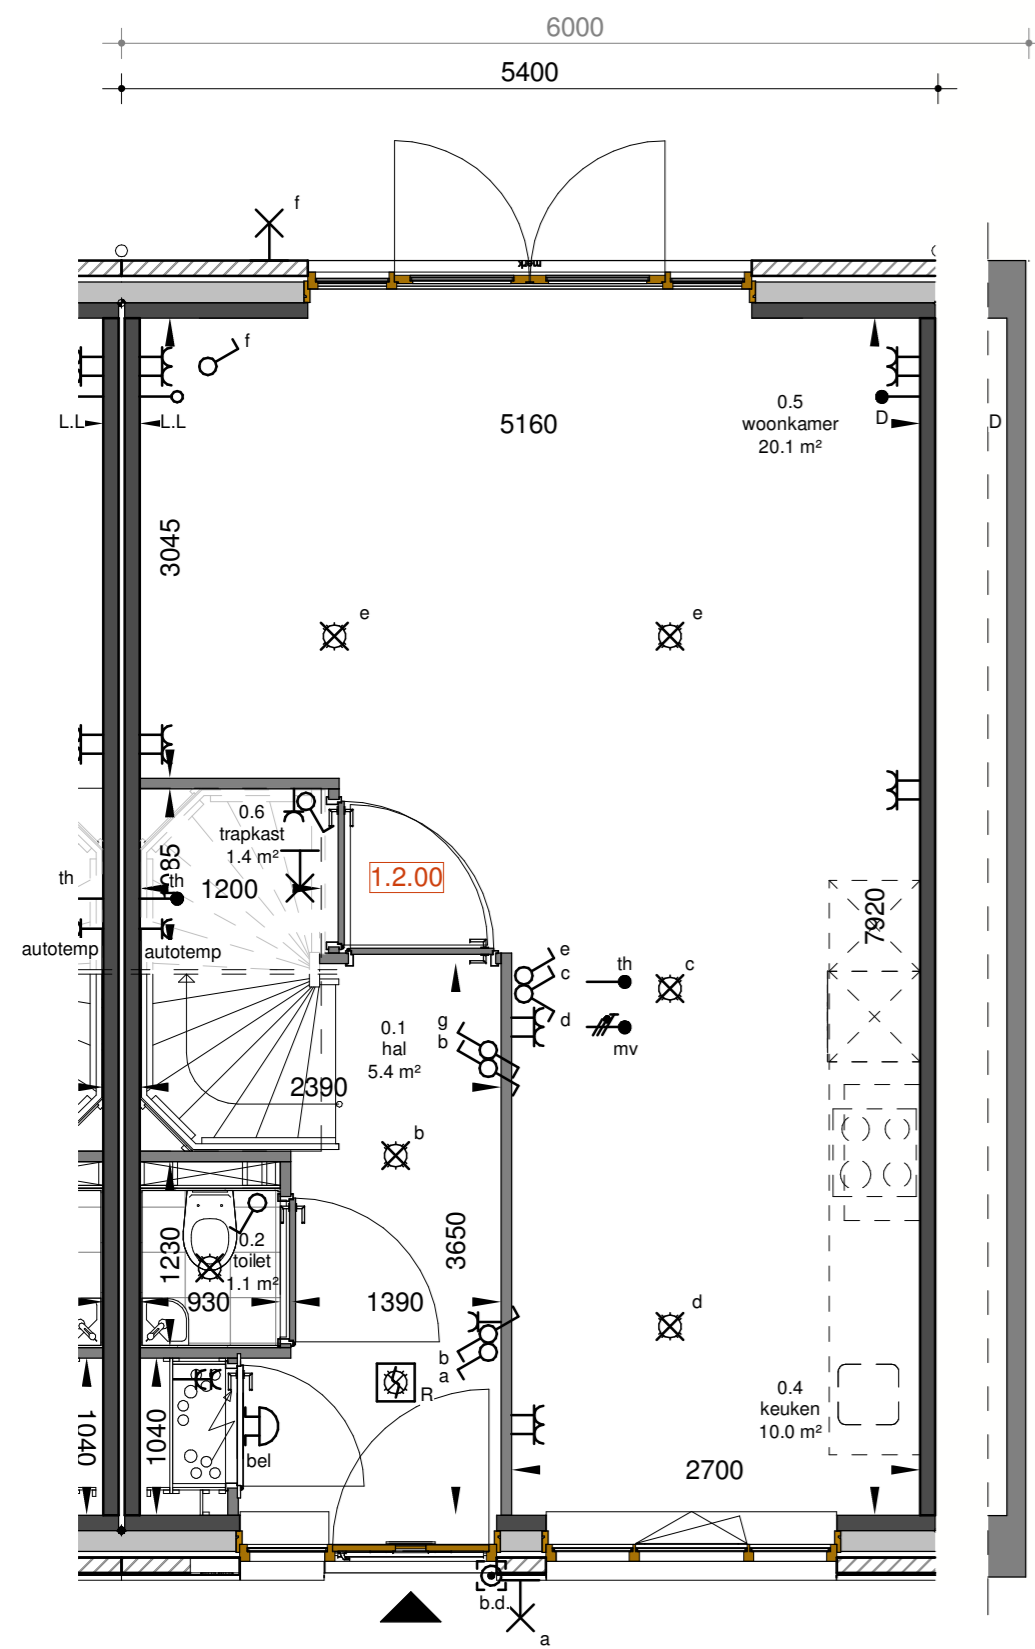 6000
5400
f
merk
f
L.L
L.L
5160
0.5
woonkamer
20.1 m²
D
D
3045
e
e
0.6
trapkast
1.4 m²
th
th
1200
1.2.00
7920
autotemp
autotemp
e
c
d
th
c
mv
g
b
0.1
hal
5.4 m²
2390
b
1230
0.2
toilet
1.1 m²
930
1390
3650
d
b
a
R
1040
1040
bel
0.4
keuken
10.0 m²
2700
b.d.
a